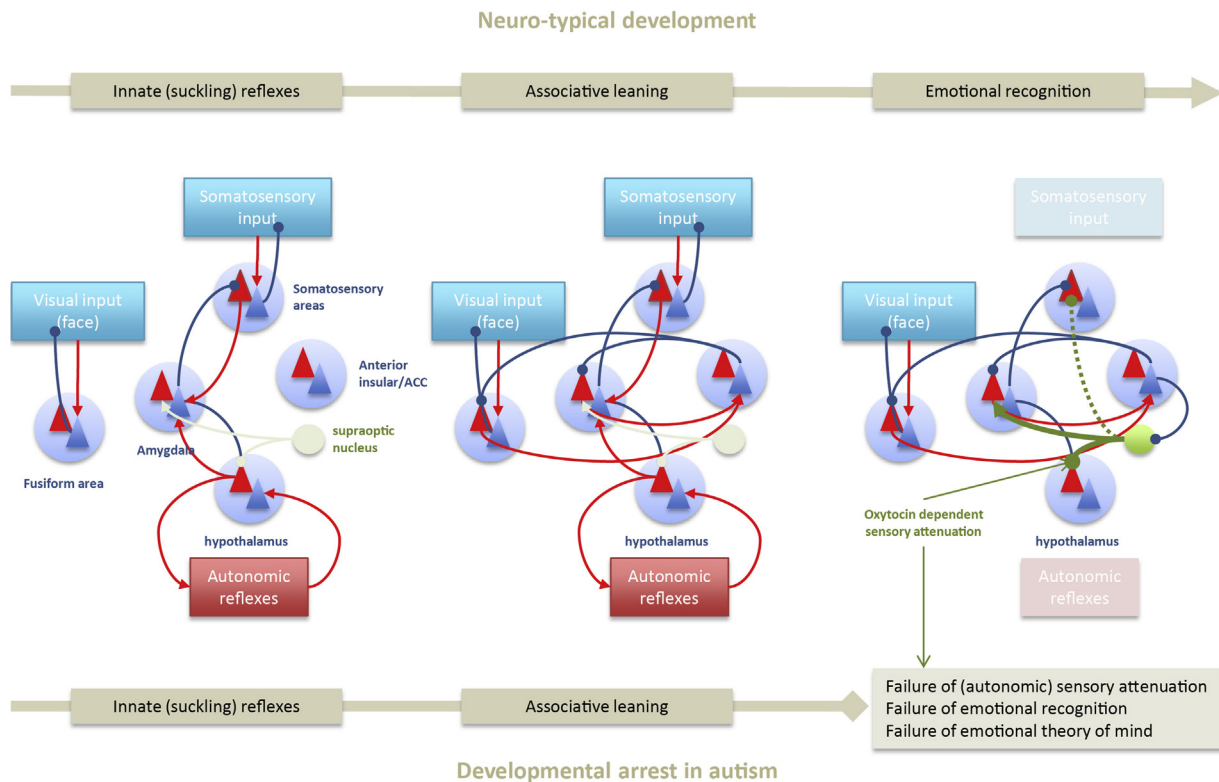 Neuro-typical development
Innate (suckling) reflexes
Associative leaning
Emotional recognition
Somatosensory
input
Visual input
(face)
Somatosensory
areas
Anterior
insular/ACC
supraoptic
nucleus
Amygdala
Fusiform area
hypothalamus
Autonomic
reflexes
Somatosensory
input
Visual input
(face)
hypothalamus
Autonomic
reflexes
Somatosensory
input
Visual input
(face)
Oxytocin dependent
sensory attenuation
hypothalamus
Autonomic
reflexes
Innate (suckling) reflexes
Associative leaning
Failure of (autonomic) sensory attenuation
Failure of emotional recognition
Failure of emotional theory of mind
Developmental arrest in autism